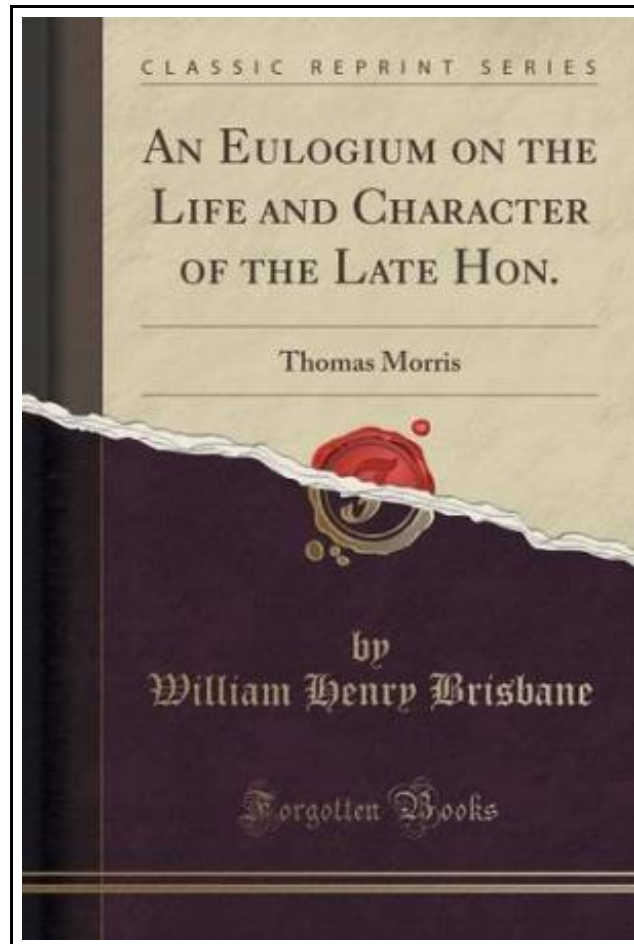 CLASSIC REPRINT SERIES
AN EULOGIUM ON THE
LIFE AND CHARACTER
OF THE LATE HON.
Thomas Morris
by
William Henry Brisbane
Forgotten Books